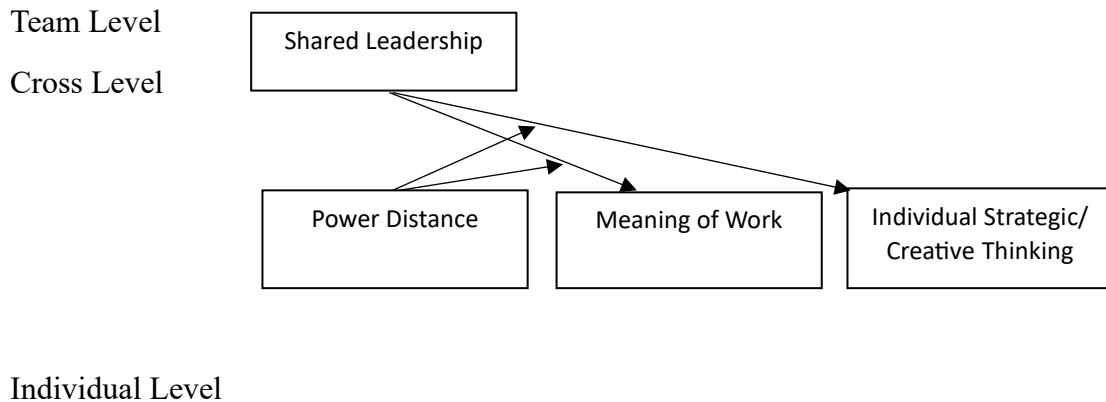 Team Level
Shared Leadership
Cross Level
Power Distance
Meaning of Work
Individual Strategic/
Creative Thinking
Individual Level